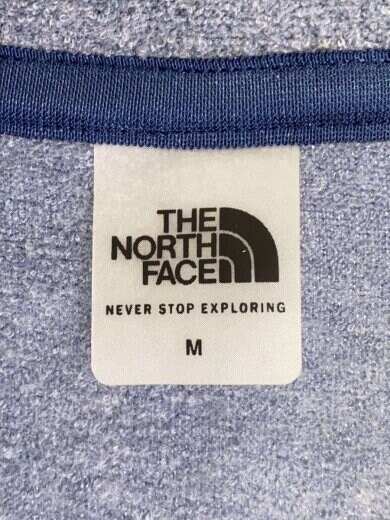 THE
NORTH
FACE
NEVER STOP EXPLORING
M